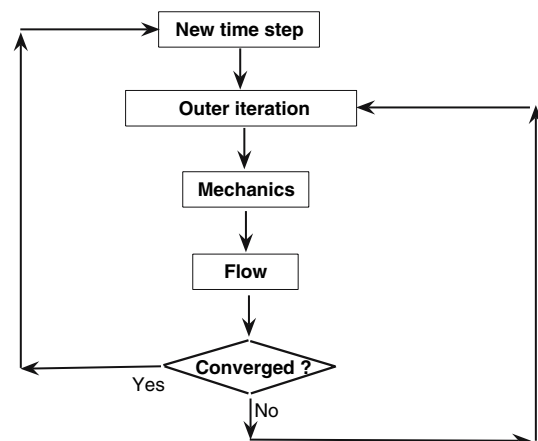 New time step
Outer iteration
Mechanics
Flow
Converged ?
Yes
No